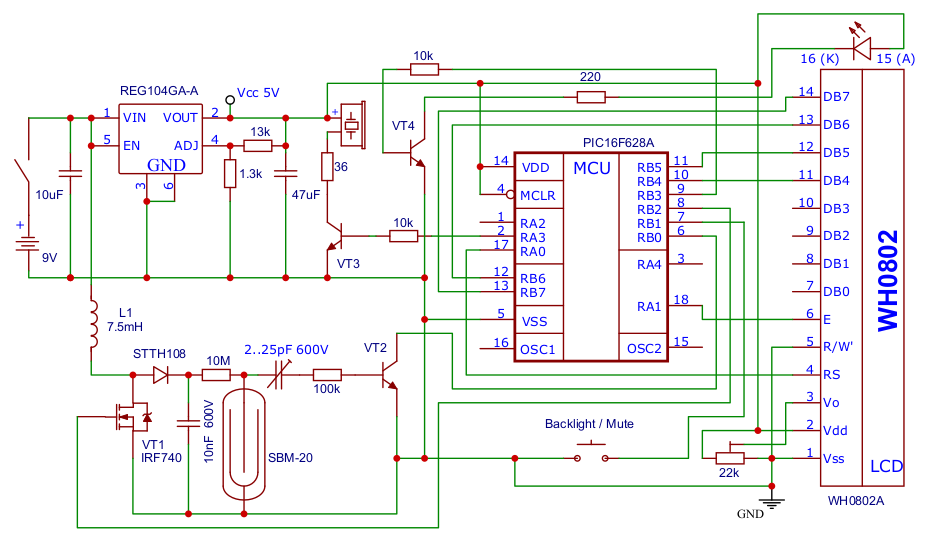 16 (K) 15 (A)
10k
220
REG104GA-A
Vcc 5V
1 VIN VOUT 2
5 EN ADJ 4
GND
3 6
13k
1.3k
10uF
47uF
+
36
VT4
10k
VT3
+
9V
PIC16F628A
MCU
14 VDD
4 MCLR
1 RA2
2 RA3
17 RA0
12 RB6
13 RB7
5 VSS
16 OSC1
RB5 11
RB4 10
RB3 9
RB2 8
RB1 7
RB0 6
RA4 3
RA1 18
OSC2 15
14 DB7
13 DB6
12 DB5
11 DB4
10 DB3
9 DB2
8 DB1
7 DB0
6 E
5 R/W'
4 RS
3 Vo
2 Vdd
1 Vss
WH0802
LCD
WH0802A
L1
7.5mH
STTH108
10M
2..25pF 600V
VT2
100k
10nF 600V
VT1
IRF740
SBM-20
Backlight / Mute
22k
GND